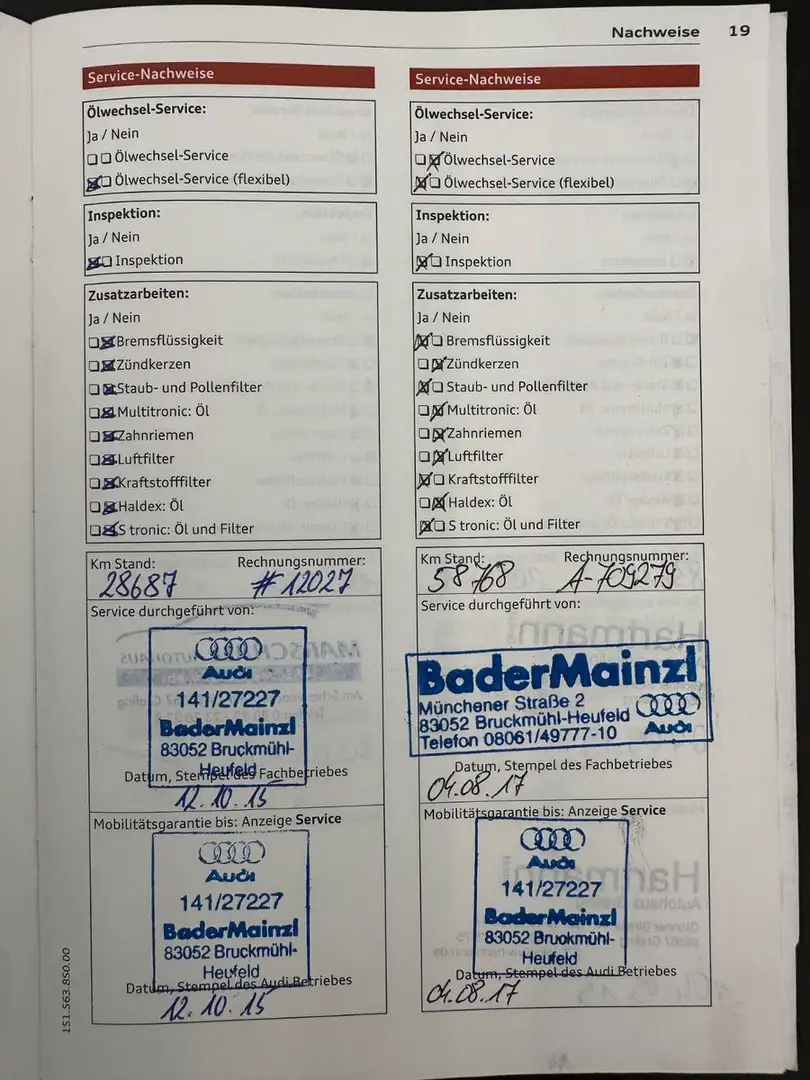 Nachweise 19
Service-Nachweise
Ölwechsel-Service:
Ja / Nein
Ölwechsel-Service
Ölwechsel-Service (flexibel)
Inspektion:
Ja / Nein
Inspektion
Zusatzarbeiten:
Ja / Nein
Bremsflüssigkeit
Zündkerzen
Staub- und Pollenfilter
Multitronic: Öl
Zahnriemen
Luftfilter
Kraftstofffilter
Haldex: Öl
S tronic: Öl und Filter
Km Stand: Rechnungsnummer:
28687 #12027
Service durchgeführt von:
Audi
141/27227
BaderMainzl
83052 Bruckmühl-
Heufeld
Datum, Stempel des Fachbetriebes
12.10.15
Mobilitätsgarantie bis: Anzeige Service
Audi
141/27227
BaderMainzl
83052 Bruckmühl-
Heufeld
Datum, Stempel des Audi Betriebes
12.10.15
151.563.850.00
Service-Nachweise
Ölwechsel-Service:
Ja / Nein
Ölwechsel-Service
Ölwechsel-Service (flexibel)
Inspektion:
Ja / Nein
Inspektion
Zusatzarbeiten:
Ja / Nein
Bremsflüssigkeit
Zündkerzen
Staub- und Pollenfilter
Multitronic: Öl
Zahnriemen
Luftfilter
Kraftstofffilter
Haldex: Öl
S tronic: Öl und Filter
Km Stand: Rechnungsnummer:
58768 A-709279
Service durchgeführt von:
BaderMainzl
Münchener Straße 2
83052 Bruckmühl-Heufeld
Telefon 08061/49777-10
Audi
Datum, Stempel des Fachbetriebes
04.08.17
Mobilitätsgarantie bis: Anzeige Service
Audi
141/27227
BaderMainzl
83052 Bruckmühl-
Heufeld
Datum, Stempel des Audi Betriebes
04.08.17